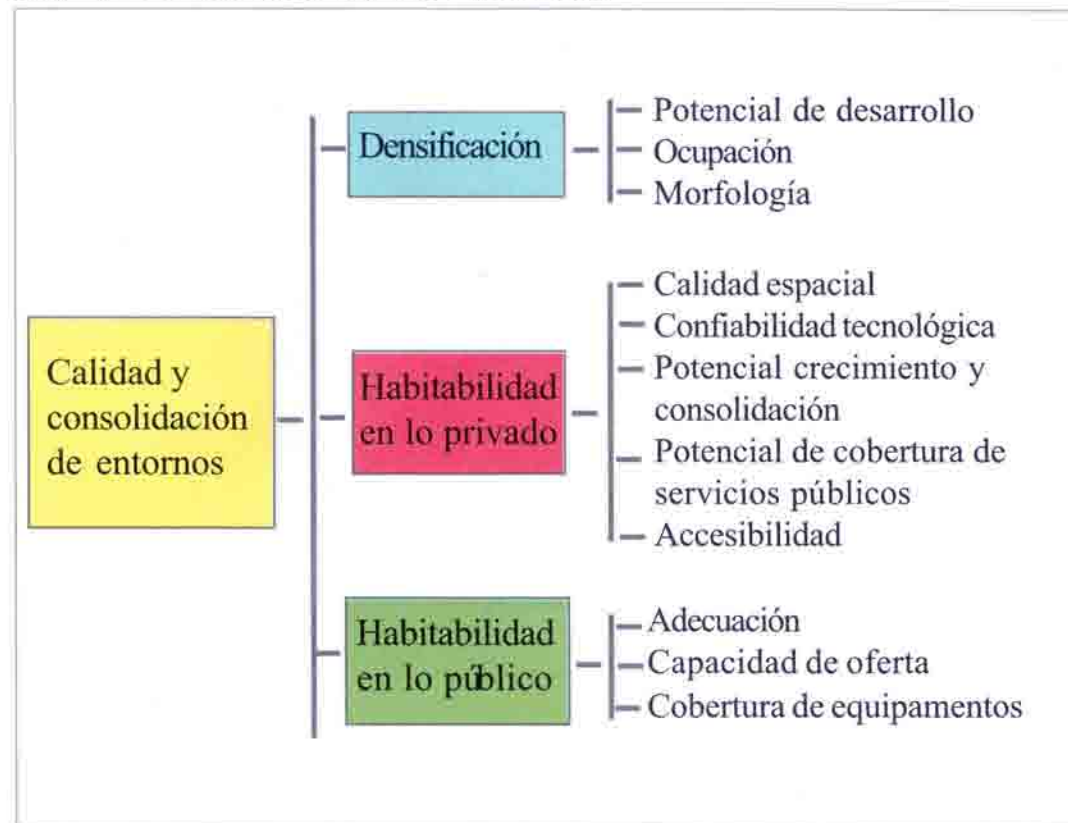 Calidad y
consolidación
de entornos
Densificación
Potencial de desarrollo
Ocupación
Morfología
Habitabilidad
en lo privado
Calidad espacial
Confiabilidad tecnológica
Potencial crecimiento y
consolidación
Potencial de cobertura de
servicios públicos
Accesibilidad
Habitabilidad
en lo público
Adecuación
Capacidad de oferta
Cobertura de equipamentos